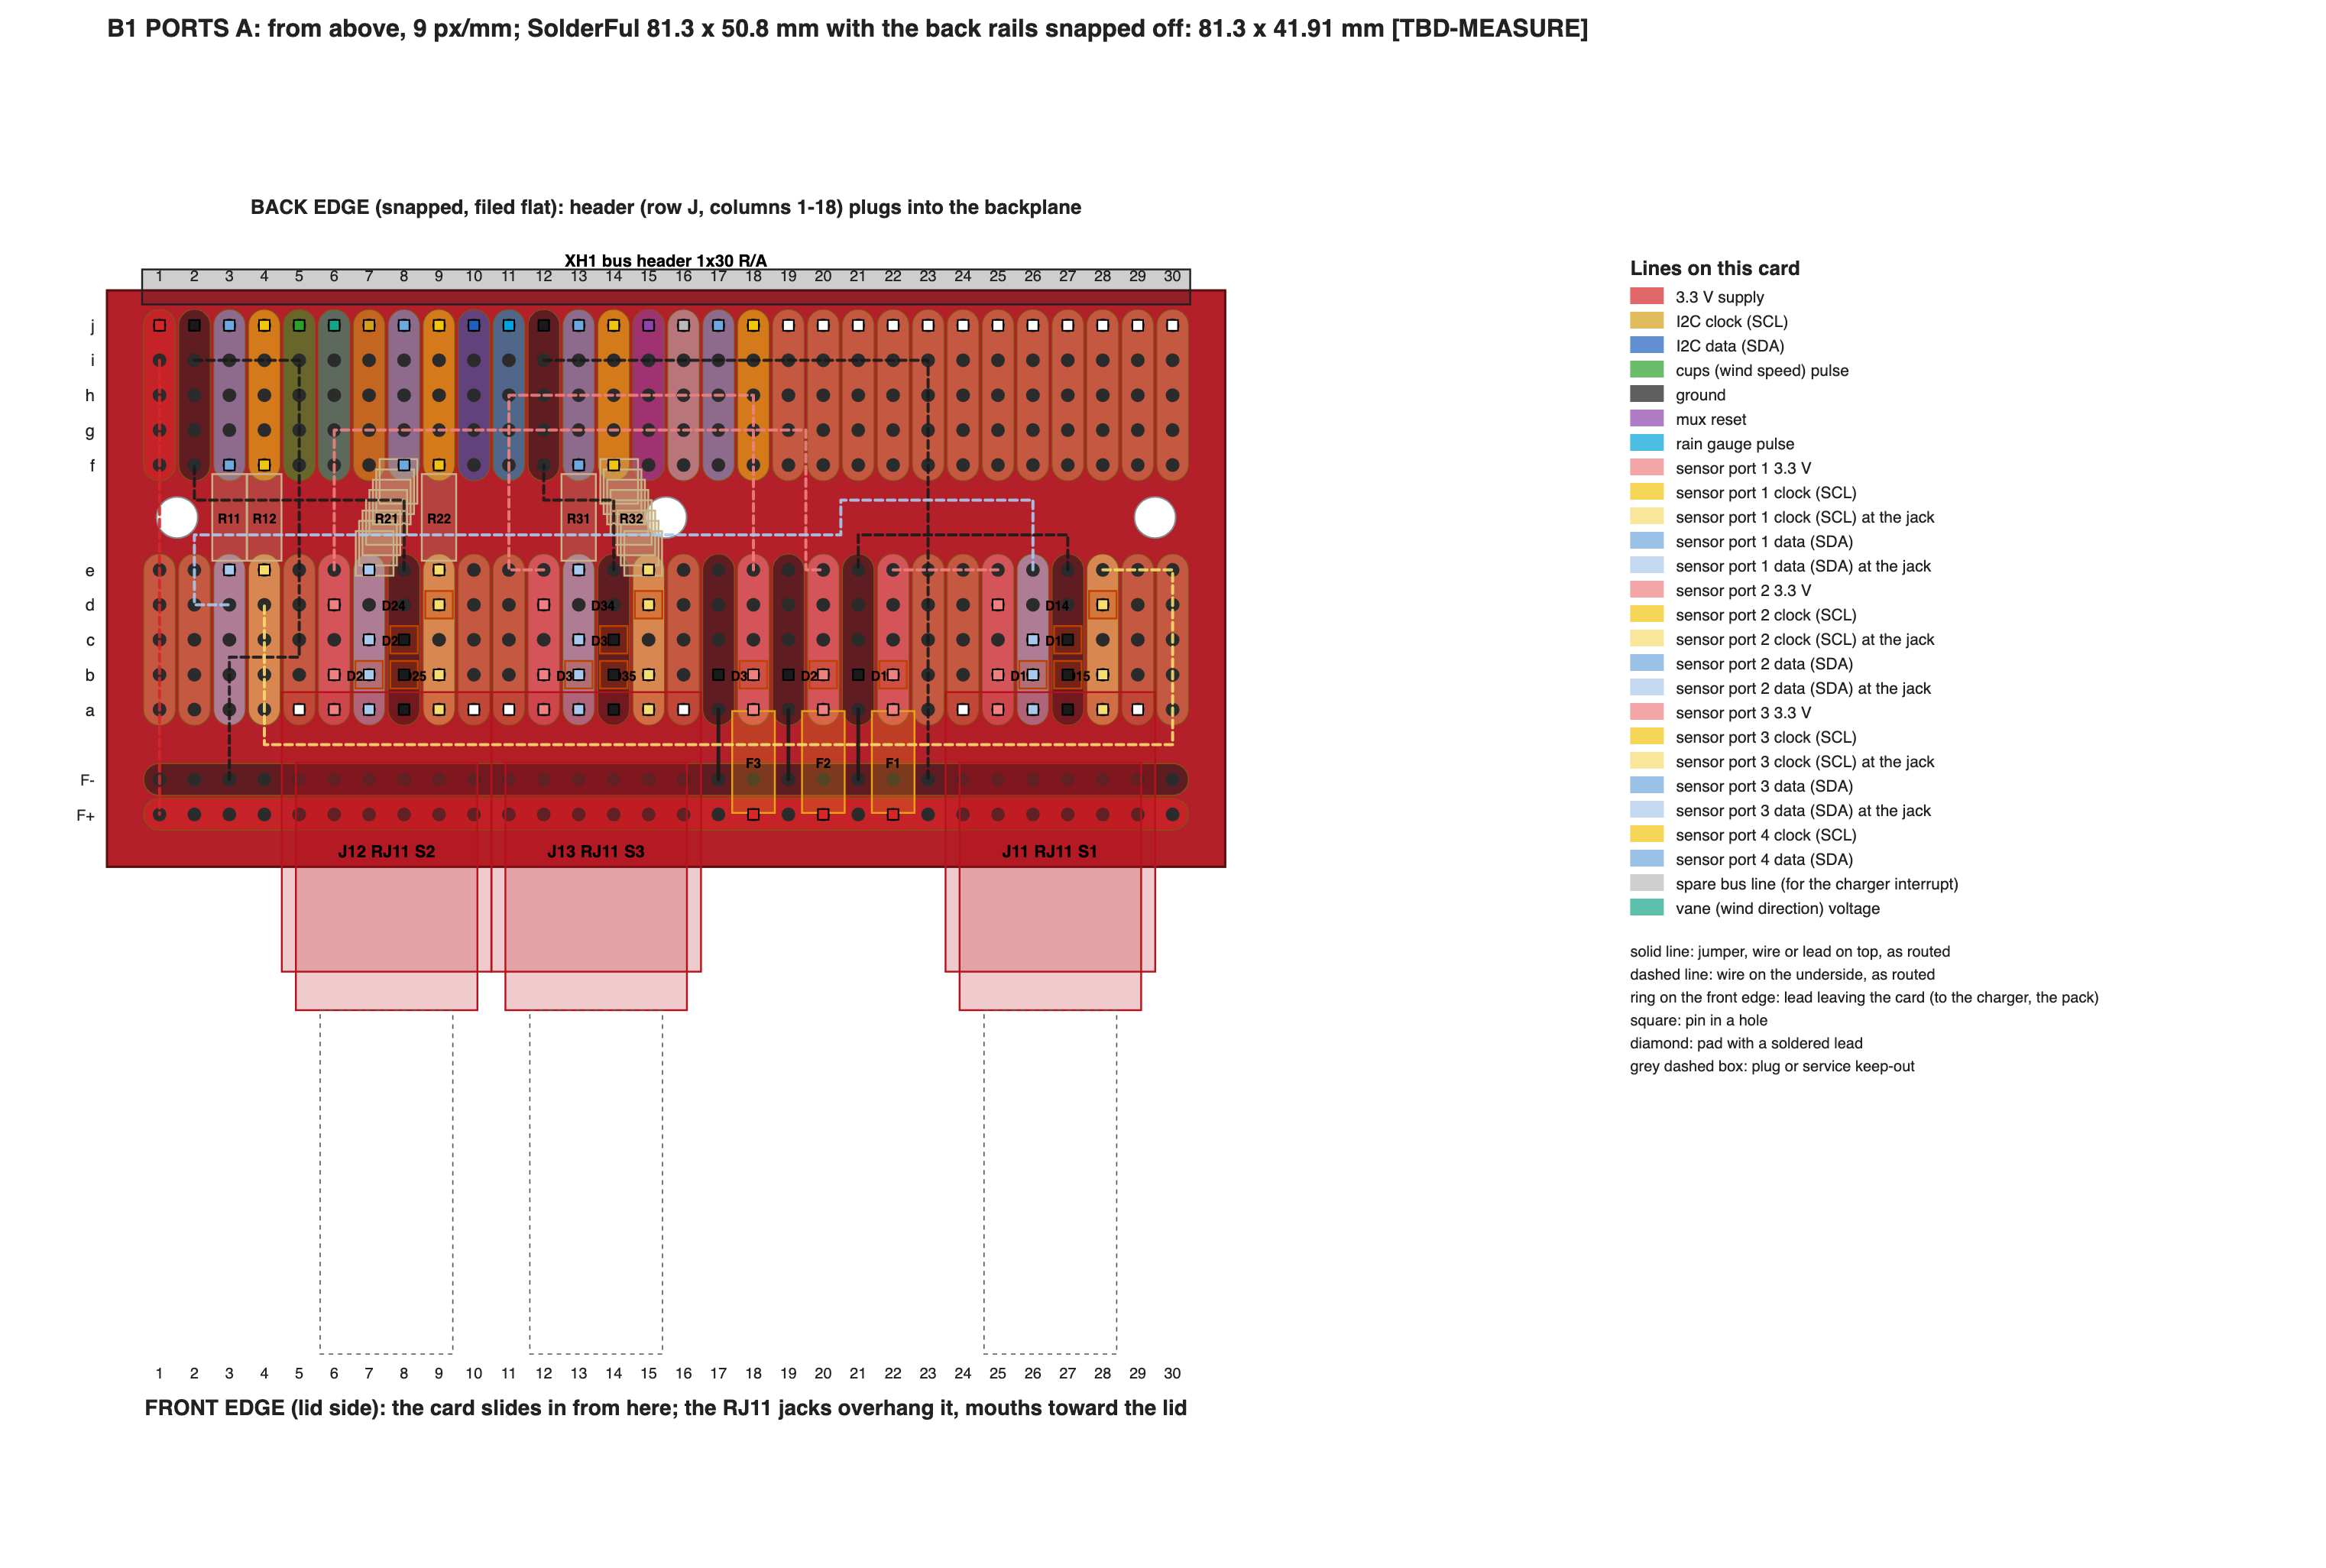 B1 PORTS A: from above, 9 px/mm; SolderFul 81.3 x 50.8 mm with the back rails snapped off: 81.3 x 41.91 mm [TBD-MEASURE]
BACK EDGE (snapped, filed flat): header (row J, columns 1-18) plugs into the backplane
XH1 bus header 1x30 R/A
1 2 3 4 5 6 7 8 9 10 11 12 13 14 15 16 17 18 19 20 21 22 23 24 25 26 27 28 29 30
j
i
h
g
f
R11 R12 R21 R22 R31 R32
e
d D24 D34 D14
c
b
a
F3 F2 F1
F-
F+
J12 RJ11 S2 J13 RJ11 S3 J11 RJ11 S1
1 2 3 4 5 6 7 8 9 10 11 12 13 14 15 16 17 18 19 20 21 22 23 24 25 26 27 28 29 30
FRONT EDGE (lid side): the card slides in from here; the RJ11 jacks overhang it, mouths toward the lid
Lines on this card
3.3 V supply
I2C clock (SCL)
I2C data (SDA)
cups (wind speed) pulse
ground
mux reset
rain gauge pulse
sensor port 1 3.3 V
sensor port 1 clock (SCL)
sensor port 1 clock (SCL) at the jack
sensor port 1 data (SDA)
sensor port 1 data (SDA) at the jack
sensor port 2 3.3 V
sensor port 2 clock (SCL)
sensor port 2 clock (SCL) at the jack
sensor port 2 data (SDA)
sensor port 2 data (SDA) at the jack
sensor port 3 3.3 V
sensor port 3 clock (SCL)
sensor port 3 clock (SCL) at the jack
sensor port 3 data (SDA)
sensor port 3 data (SDA) at the jack
sensor port 4 clock (SCL)
sensor port 4 data (SDA)
spare bus line (for the charger interrupt)
vane (wind direction) voltage
solid line: jumper, wire or lead on top, as routed
dashed line: wire on the underside, as routed
ring on the front edge: lead leaving the card (to the charger, the pack)
square: pin in a hole
diamond: pad with a soldered lead
grey dashed box: plug or service keep-out